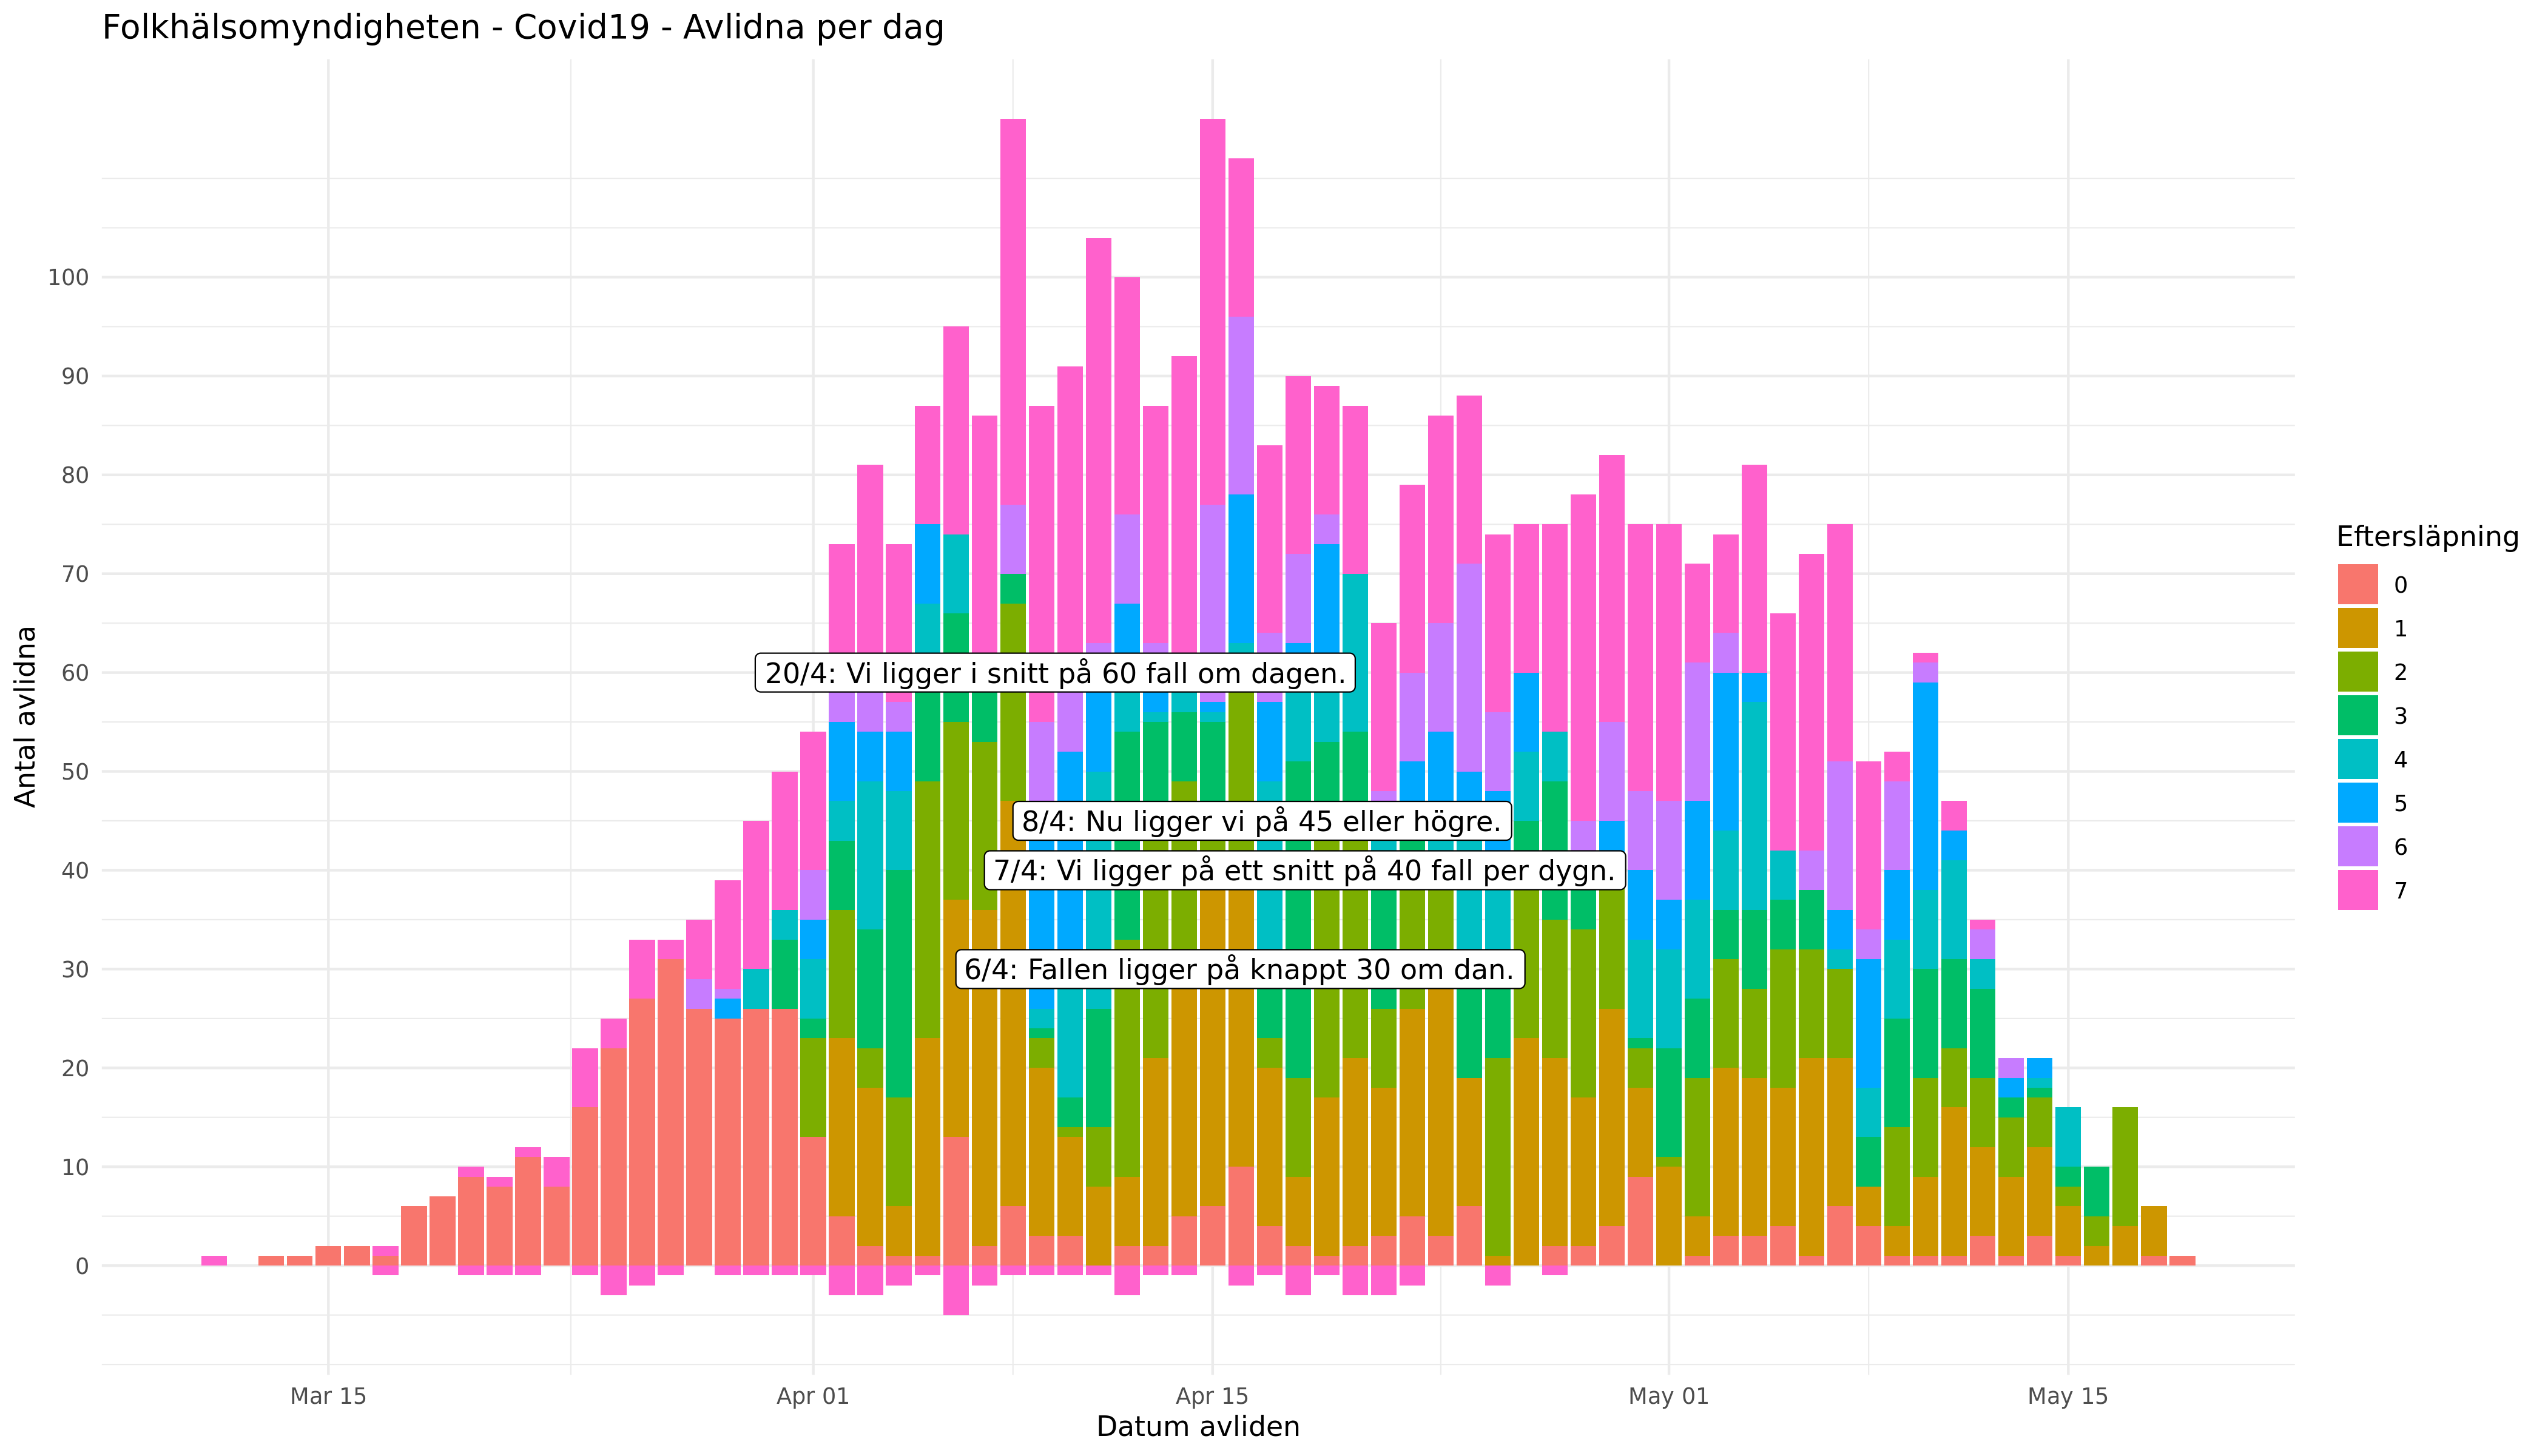 Folkhälsomyndigheten - Covid19 - Avlidna per dag
Antal avlidna
100
90
80
70
60
50
40
30
20
10
0
20/4: Vi ligger i snitt på 60 fall om dagen.
8/4: Nu ligger vi på 45 eller högre.
7/4: Vi ligger på ett snitt på 40 fall per dygn.
6/4: Fallen ligger på knappt 30 om dan.
Mar 15
Apr 01
Apr 15
May 01
May 15
Datum avliden
Eftersläpning
0
1
2
3
4
5
6
7